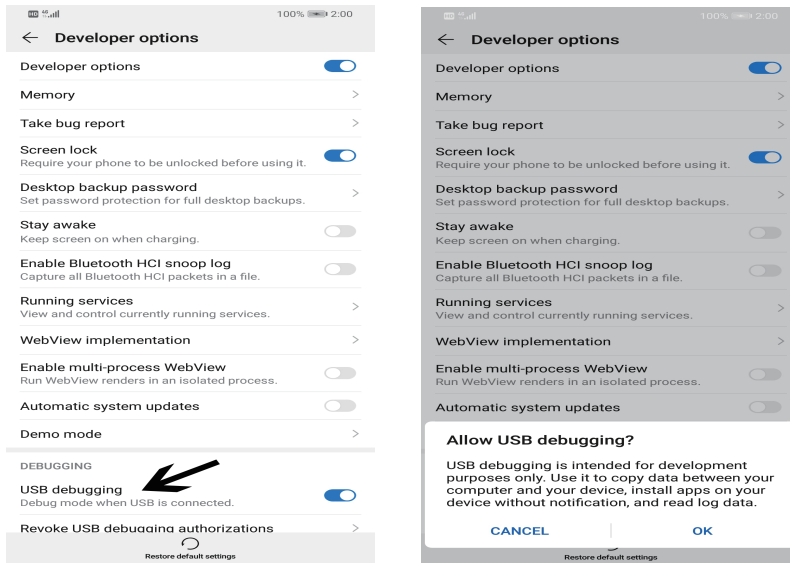 HD 4G 100% 2:00
Developer options
Developer options
Memory
Take bug report
Screen lock
Require your phone to be unlocked before using it.
Desktop backup password
Set password protection for full desktop backups.
Stay awake
Keep screen on when charging.
Enable Bluetooth HCI snoop log
Capture all Bluetooth HCI packets in a file.
Running services
View and control currently running services.
WebView implementation
Enable multi-process WebView
Run WebView renders in an isolated process.
Automatic system updates
Demo mode
DEBUGGING
USB debugging
Debug mode when USB is connected.
Revoke USB debugging authorizations
Restore default settings
HD 4G 100% 2:00
Developer options
Developer options
Memory
Take bug report
Screen lock
Require your phone to be unlocked before using it.
Desktop backup password
Set password protection for full desktop backups.
Stay awake
Keep screen on when charging.
Enable Bluetooth HCI snoop log
Capture all Bluetooth HCI packets in a file.
Running services
View and control currently running services.
WebView implementation
Enable multi-process WebView
Run WebView renders in an isolated process.
Automatic system updates
Allow USB debugging?
USB debugging is intended for development
purposes only. Use it to copy data between your
computer and your device, install apps on your
device without notification, and read log data.
CANCEL OK
Restore default settings